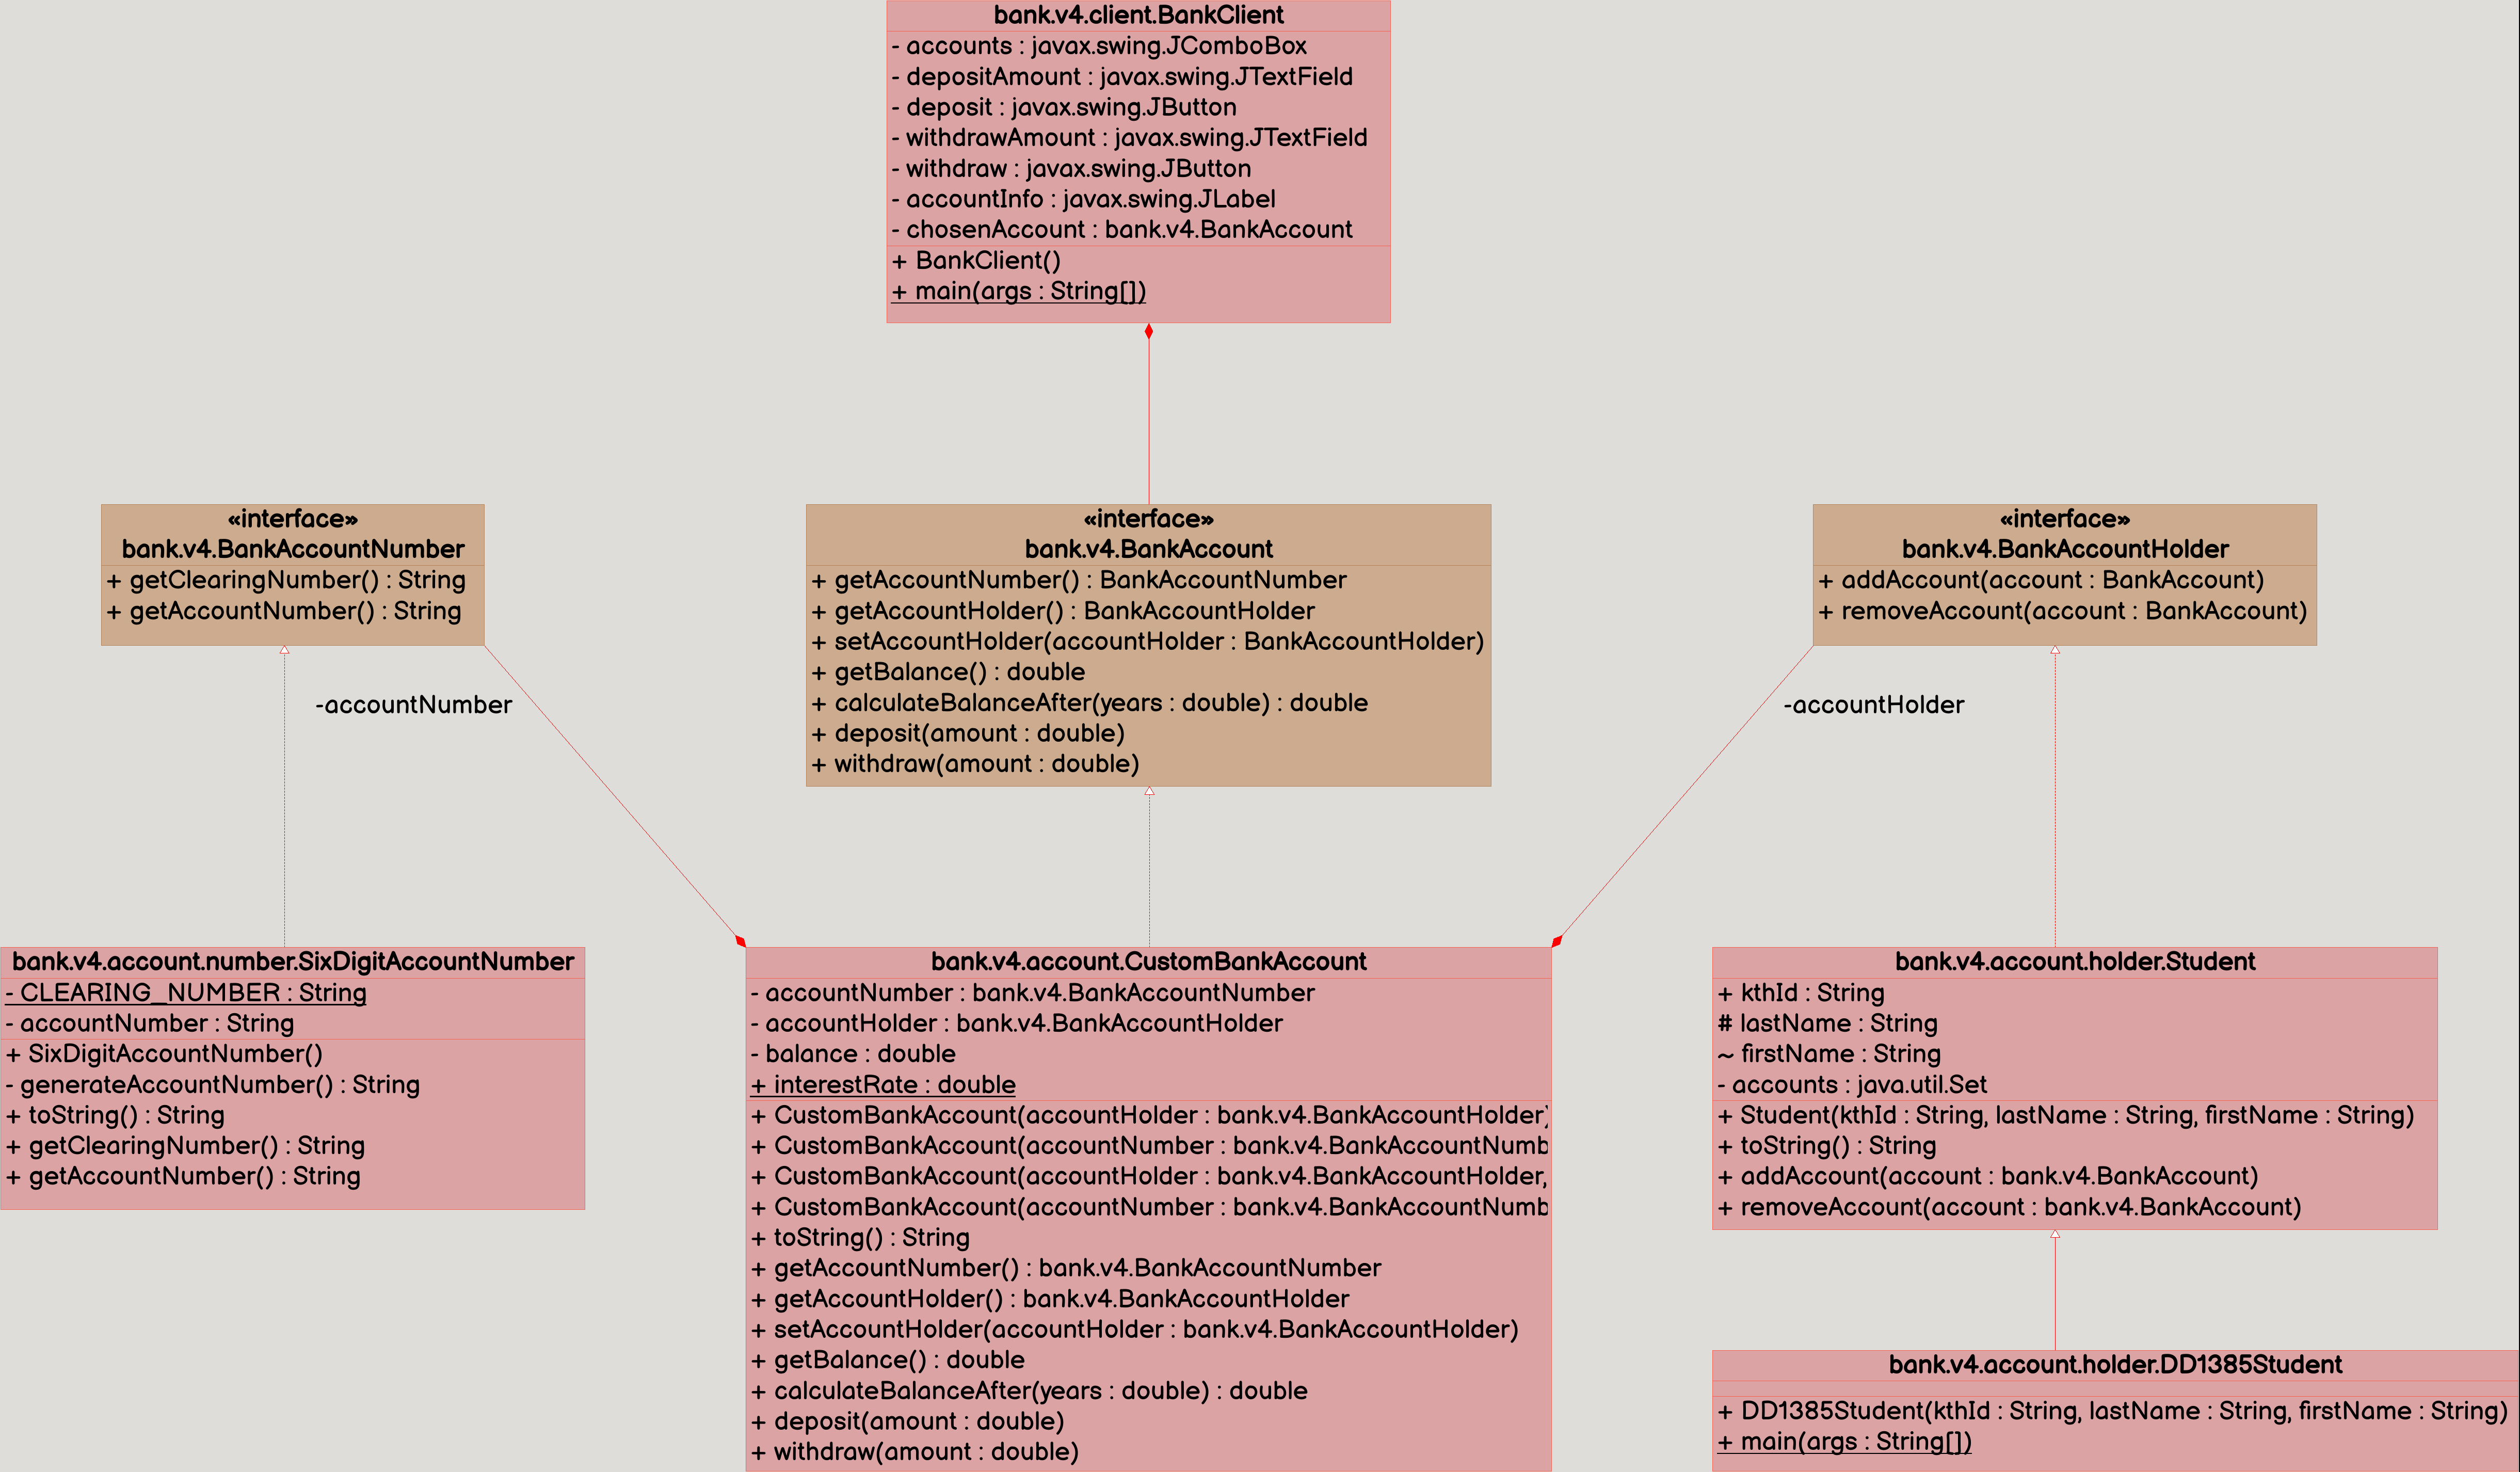 bank.v4.client.BankClient
- accounts : javax.swing.JComboBox
- depositAmount : javax.swing.JTextField
- deposit : javax.swing.JButton
- withdrawAmount : javax.swing.JTextField
- withdraw : javax.swing.JButton
- accountInfo : javax.swing.JLabel
- chosenAccount : bank.v4.BankAccount
+ BankClient()
+ main(args : String[])
«interface»
bank.v4.BankAccountNumber
+ getClearingNumber() : String
+ getAccountNumber() : String
«interface»
bank.v4.BankAccount
+ getAccountNumber() : BankAccountNumber
+ getAccountHolder() : BankAccountHolder
+ setAccountHolder(accountHolder : BankAccountHolder)
+ getBalance() : double
+ calculateBalanceAfter(years : double) : double
+ deposit(amount : double)
+ withdraw(amount : double)
«interface»
bank.v4.BankAccountHolder
+ addAccount(account : BankAccount)
+ removeAccount(account : BankAccount)
-accountNumber
-accountHolder
bank.v4.account.number.SixDigitAccountNumber
- CLEARING_NUMBER : String
- accountNumber : String
+ SixDigitAccountNumber()
- generateAccountNumber() : String
+ toString() : String
+ getClearingNumber() : String
+ getAccountNumber() : String
bank.v4.account.CustomBankAccount
- accountNumber : bank.v4.BankAccountNumber
- accountHolder : bank.v4.BankAccountHolder
- balance : double
+ interestRate : double
+ CustomBankAccount(accountHolder : bank.v4.BankAccountHolder)
+ CustomBankAccount(accountNumber : bank.v4.BankAccountNumb
+ CustomBankAccount(accountHolder : bank.v4.BankAccountHolder,
+ CustomBankAccount(accountNumber : bank.v4.BankAccountNumb
+ toString() : String
+ getAccountNumber() : bank.v4.BankAccountNumber
+ getAccountHolder() : bank.v4.BankAccountHolder
+ setAccountHolder(accountHolder : bank.v4.BankAccountHolder)
+ getBalance() : double
+ calculateBalanceAfter(years : double) : double
+ deposit(amount : double)
+ withdraw(amount : double)
bank.v4.account.holder.Student
+ kthId : String
# lastName : String
~ firstName : String
- accounts : java.util.Set
+ Student(kthId : String, lastName : String, firstName : String)
+ toString() : String
+ addAccount(account : bank.v4.BankAccount)
+ removeAccount(account : bank.v4.BankAccount)
bank.v4.account.holder.DD1385Student
+ DD1385Student(kthId : String, lastName : String, firstName : String)
+ main(args : String[])